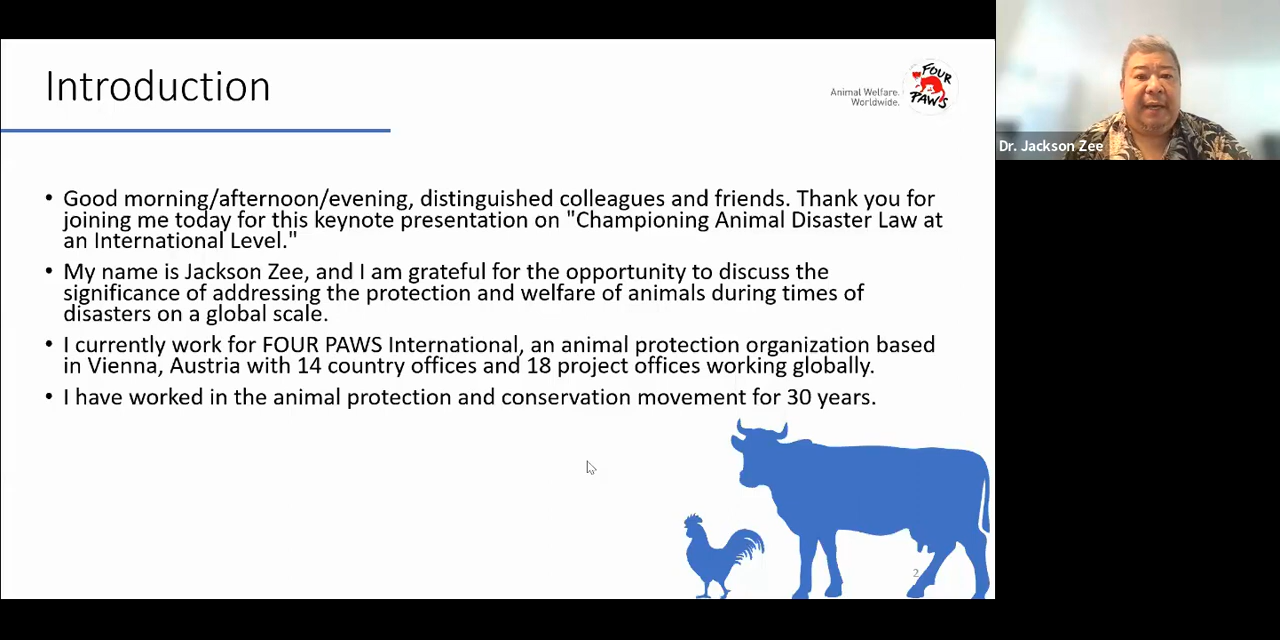 Introduction
Animal Welfare.
Worldwide.
FOUR
PAWS
Dr. Jackson Zee
• Good morning/afternoon/evening, distinguished colleagues and friends. Thank you for
joining me today for this keynote presentation on "Championing Animal Disaster Law at
an International Level."
• My name is Jackson Zee, and I am grateful for the opportunity to discuss the
significance of addressing the protection and welfare of animals during times of
disasters on a global scale.
• I currently work for FOUR PAWS International, an animal protection organization based
in Vienna, Austria with 14 country offices and 18 project offices working globally.
• I have worked in the animal protection and conservation movement for 30 years.
2